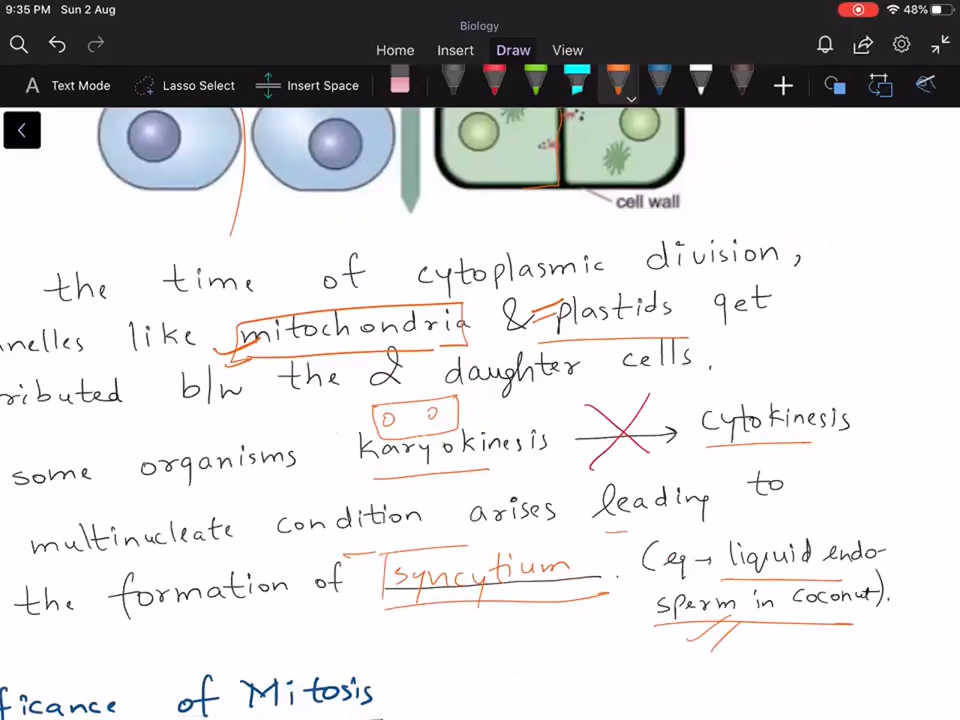 9:35 PM Sun 2 Aug 48%
Biology
Home Insert Draw View
Text Mode Lasso Select Insert Space
cell wall
the time of cytoplasmic division,
nelles like mitochondria & plastids get
ributed b/w the 2 daughter cells.
some organisms karyokinesis → cytokinesis
multinucleate condition arises leading to
the formation of syncytium. (eg → liquid endo-
sperm in coconut).
ficance of Mitosis